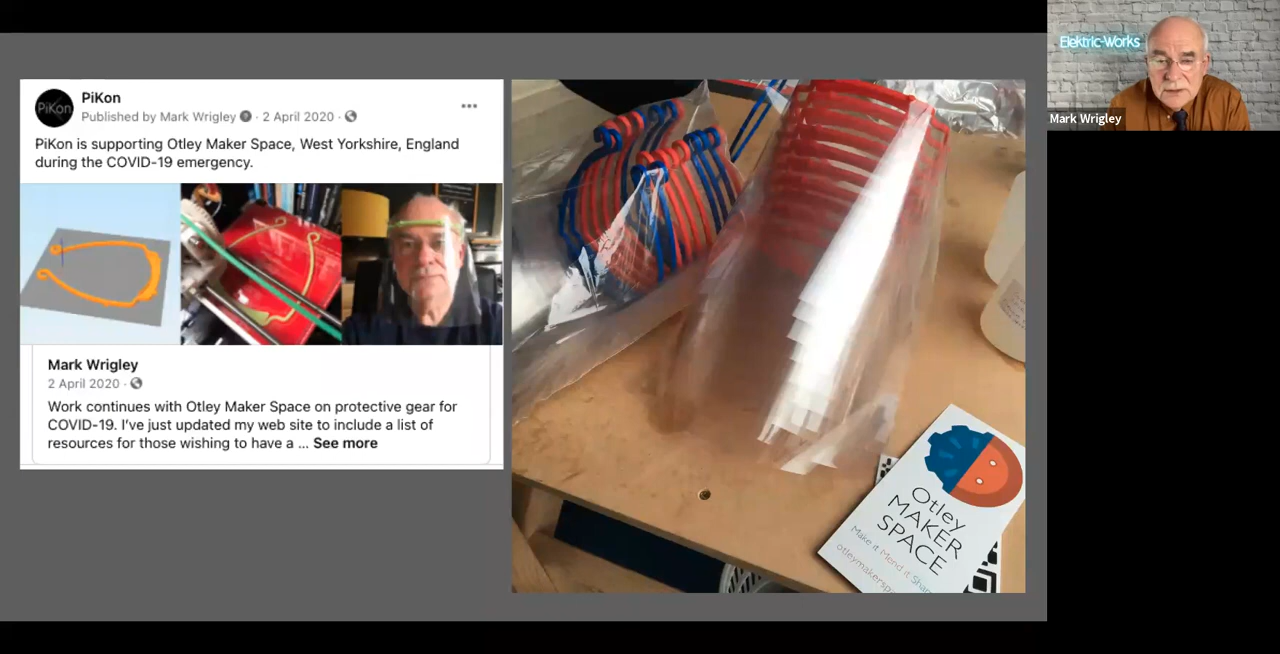 PiKon
PiKon
Published by Mark Wrigley · 2 April 2020 ·
PiKon is supporting Otley Maker Space, West Yorkshire, England
during the COVID-19 emergency.
Mark Wrigley
2 April 2020 ·
Work continues with Otley Maker Space on protective gear for
COVID-19. I've just updated my web site to include a list of
resources for those wishing to have a ... See more
Otley
MAKER
SPACE
Make it Mend it
otleymakersp
Elektric-Works
Mark Wrigley